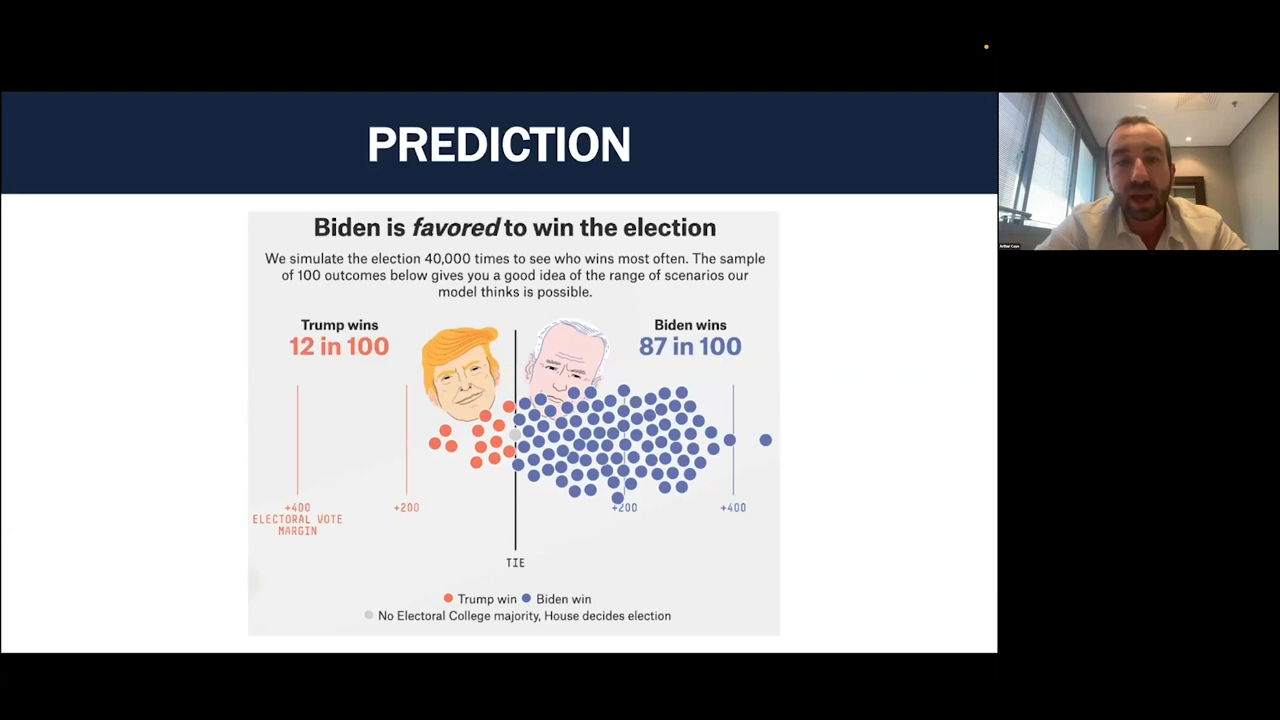 PREDICTION
Biden is favored to win the election
We simulate the election 40,000 times to see who wins most often. The sample
of 100 outcomes below gives you a good idea of the range of scenarios our
model thinks is possible.
Trump wins
12 in 100
Biden wins
87 in 100
+400
ELECTORAL VOTE
MARGIN
+200
+200
+400
TIE
Trump win
Biden win
No Electoral College majority, House decides election